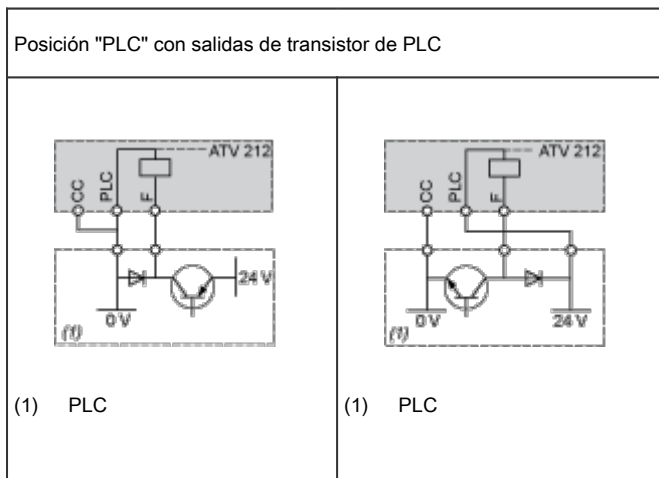 Posición "PLC" con salidas de transistor de PLC
ATV 212
CC
PLC
F
24 V
0 V
(1)
(1) PLC
ATV 212
CC
PLC
F
0 V
24 V
(1)
(1) PLC